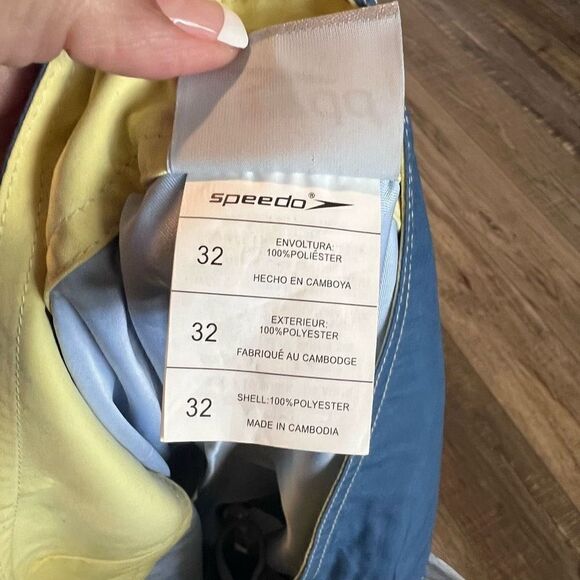 speedo®
32
ENVOLTURA:
100%POLIÉSTER
HECHO EN CAMBOYA
32
EXTERIEUR:
100%POLYESTER
FABRIQUÉ AU CAMBODGE
32
SHELL:100%POLYESTER
MADE IN CAMBODIA